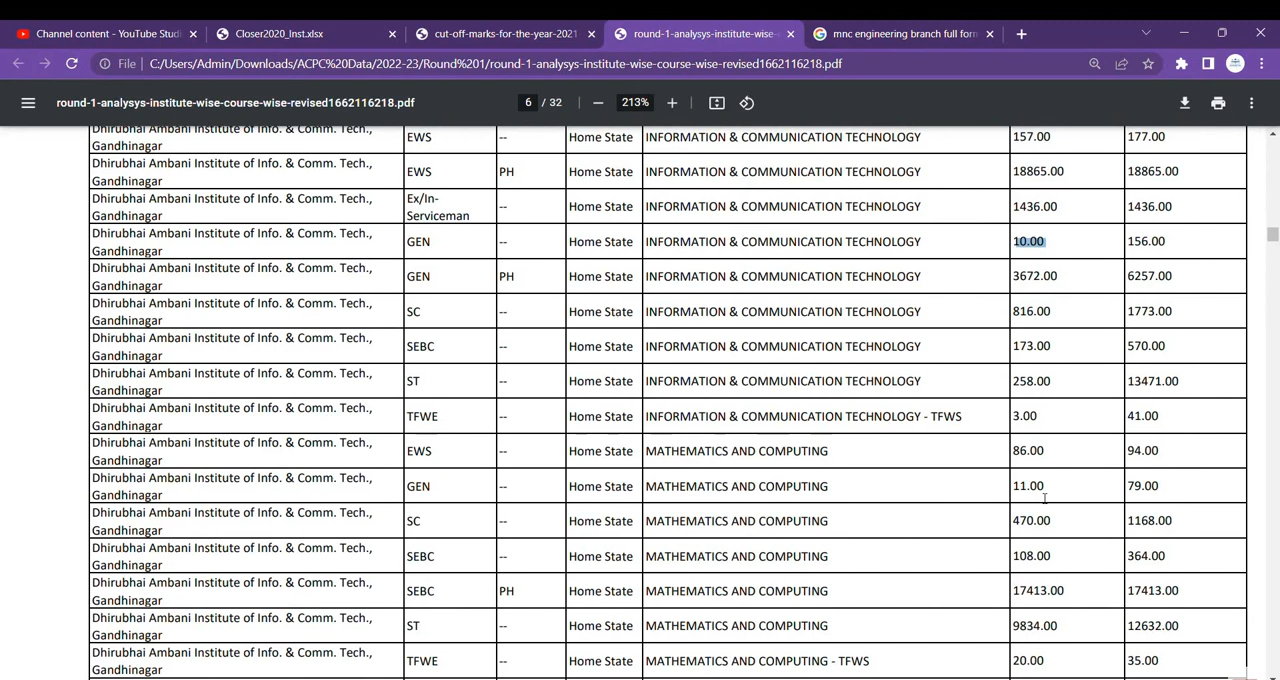 Channel content - YouTube Studi
Closer2020_Inst.xlsx
cut-off-marks-for-the-year-2021
round-1-analysys-institute-wise-
mnc engineering branch full form
File C:/Users/Admin/Downloads/ACPC%20Data/2022-23/Round%201/round-1-analysys-institute-wise-course-wise-revised1662116218.pdf
round-1-analysys-institute-wise-course-wise-revised1662116218.pdf 6 / 32 213%
Dhirubhai Ambani Institute of Info. & Comm. Tech., Gandhinagar EWS -- Home State INFORMATION & COMMUNICATION TECHNOLOGY 157.00 177.00
Dhirubhai Ambani Institute of Info. & Comm. Tech., Gandhinagar EWS PH Home State INFORMATION & COMMUNICATION TECHNOLOGY 18865.00 18865.00
Dhirubhai Ambani Institute of Info. & Comm. Tech., Gandhinagar Ex/In-Serviceman -- Home State INFORMATION & COMMUNICATION TECHNOLOGY 1436.00 1436.00
Dhirubhai Ambani Institute of Info. & Comm. Tech., Gandhinagar GEN -- Home State INFORMATION & COMMUNICATION TECHNOLOGY 10.00 156.00
Dhirubhai Ambani Institute of Info. & Comm. Tech., Gandhinagar GEN PH Home State INFORMATION & COMMUNICATION TECHNOLOGY 3672.00 6257.00
Dhirubhai Ambani Institute of Info. & Comm. Tech., Gandhinagar SC -- Home State INFORMATION & COMMUNICATION TECHNOLOGY 816.00 1773.00
Dhirubhai Ambani Institute of Info. & Comm. Tech., Gandhinagar SEBC -- Home State INFORMATION & COMMUNICATION TECHNOLOGY 173.00 570.00
Dhirubhai Ambani Institute of Info. & Comm. Tech., Gandhinagar ST -- Home State INFORMATION & COMMUNICATION TECHNOLOGY 258.00 13471.00
Dhirubhai Ambani Institute of Info. & Comm. Tech., Gandhinagar TFWE -- Home State INFORMATION & COMMUNICATION TECHNOLOGY - TFWS 3.00 41.00
Dhirubhai Ambani Institute of Info. & Comm. Tech., Gandhinagar EWS -- Home State MATHEMATICS AND COMPUTING 86.00 94.00
Dhirubhai Ambani Institute of Info. & Comm. Tech., Gandhinagar GEN -- Home State MATHEMATICS AND COMPUTING 11.00 79.00
Dhirubhai Ambani Institute of Info. & Comm. Tech., Gandhinagar SC -- Home State MATHEMATICS AND COMPUTING 470.00 1168.00
Dhirubhai Ambani Institute of Info. & Comm. Tech., Gandhinagar SEBC -- Home State MATHEMATICS AND COMPUTING 108.00 364.00
Dhirubhai Ambani Institute of Info. & Comm. Tech., Gandhinagar SEBC PH Home State MATHEMATICS AND COMPUTING 17413.00 17413.00
Dhirubhai Ambani Institute of Info. & Comm. Tech., Gandhinagar ST -- Home State MATHEMATICS AND COMPUTING 9834.00 12632.00
Dhirubhai Ambani Institute of Info. & Comm. Tech., Gandhinagar TFWE -- Home State MATHEMATICS AND COMPUTING - TFWS 20.00 35.00